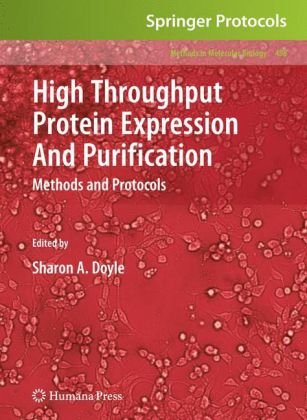 Springer Protocols
Methods in Molecular Biology 498
High Throughput
Protein Expression
And Purification
Methods and Protocols
Edited by
Sharon A. Doyle
Humana Press